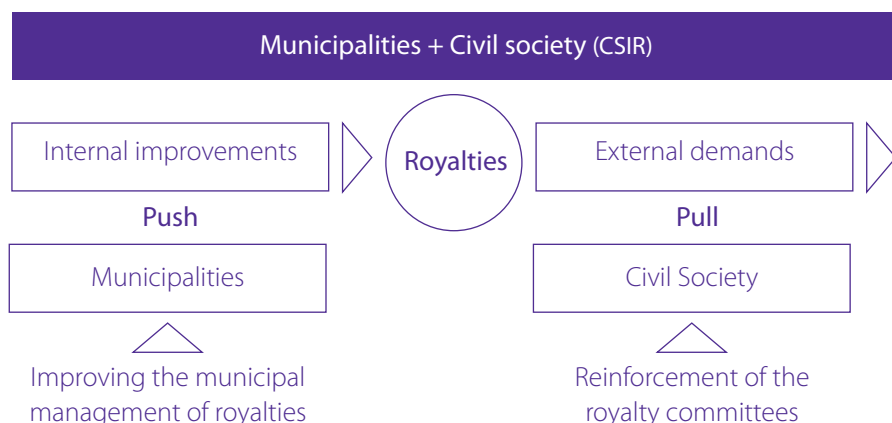 Municipalities + Civil society (CSIR)
Internal improvements
Royalties
External demands
Push
Pull
Municipalities
Civil Society
Improving the municipal
management of royalties
Reinforcement of the
royalty committees